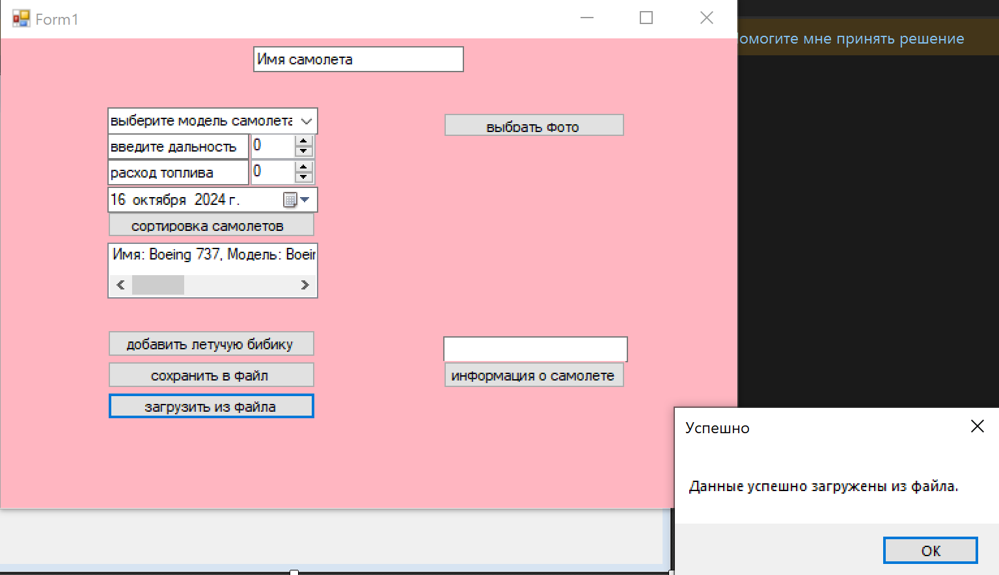 Form1
омогите мне принять решение
Имя самолета
выберите модель самолета
выбрать фото
введите дальность 0
расход топлива 0
16 октября 2024 г.
сортировка самолетов
Имя: Boeing 737, Модель: Boein
добавить летучую бибику
сохранить в файл
информация о самолете
загрузить из файла
Успешно
Данные успешно загружены из файла.
ОК